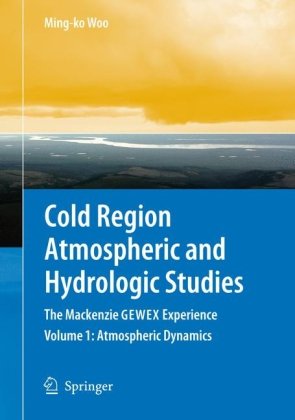 Ming-ko Woo
Cold Region
Atmospheric and
Hydrologic Studies
The Mackenzie GEWEX Experience
Volume 1: Atmospheric Dynamics
Springer